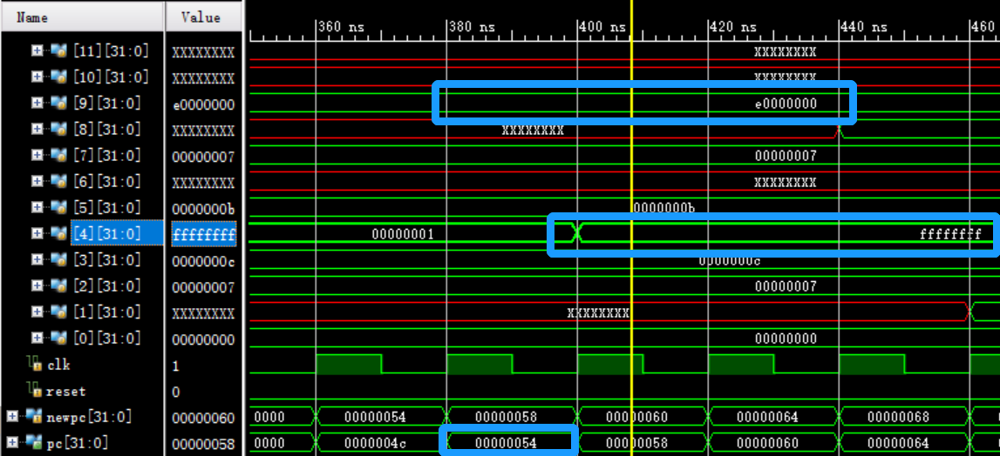 Name Value
360 ns 380 ns 400 ns 420 ns 440 ns 460
[11][31:0] XXXXXXXX XXXXXXXX
[10][31:0] XXXXXXXX XXXXXXXX
[9][31:0] e0000000 e0000000
[8][31:0] XXXXXXXX XXXXXXXX
[7][31:0] 00000007 00000007
[6][31:0] XXXXXXXX XXXXXXXX
[5][31:0] 0000000b 0000000b
[4][31:0] ffffffff 00000001 ffffffff
[3][31:0] 0000000c 0000000c
[2][31:0] 00000007 00000007
[1][31:0] XXXXXXXX XXXXXXXX
[0][31:0] 00000000 00000000
clk 1
reset 0
newpc[31:0] 00000060 0000 00000054 00000058 00000060 00000064 00000068
pc[31:0] 00000058 0000 0000004c 00000054 00000058 00000060 00000064